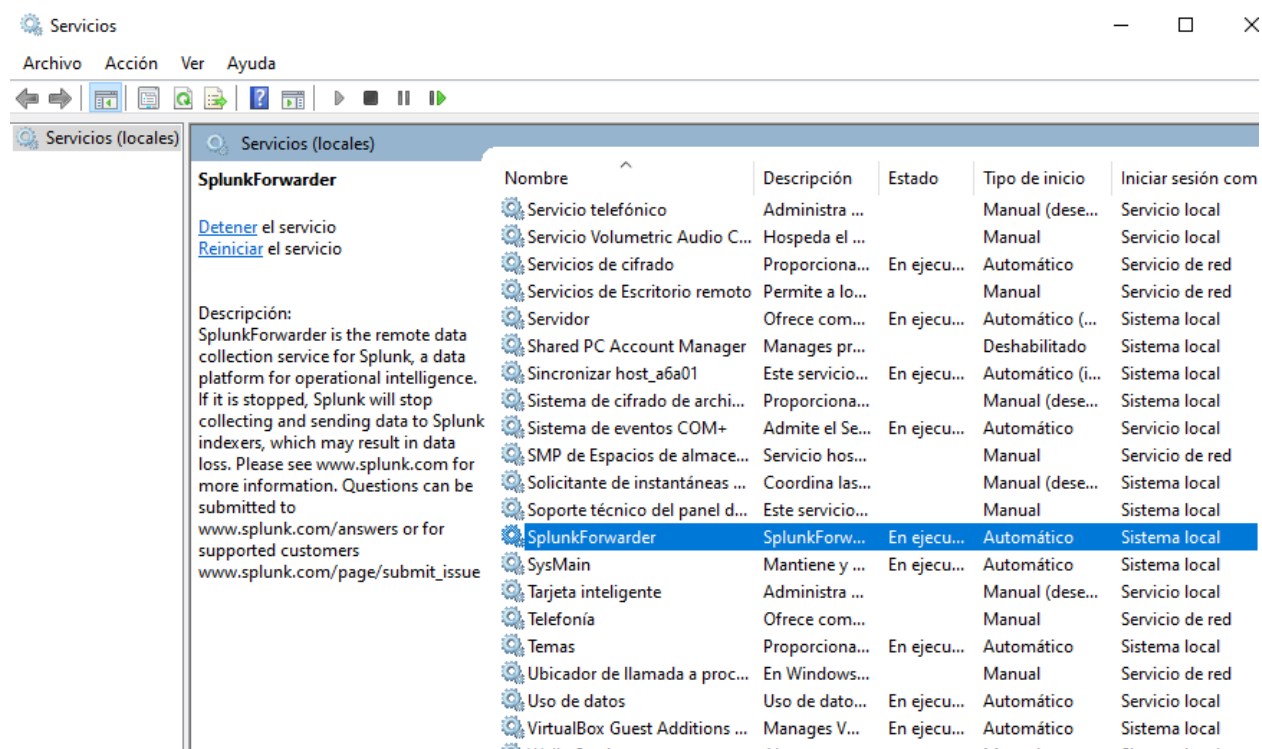 Servicios
Archivo Acción Ver Ayuda
Servicios (locales)
Servicios (locales)
SplunkForwarder
Detener el servicio
Reiniciar el servicio
Descripción:
SplunkForwarder is the remote data
collection service for Splunk, a data
platform for operational intelligence.
If it is stopped, Splunk will stop
collecting and sending data to Splunk
indexers, which may result in data
loss. Please see www.splunk.com for
more information. Questions can be
submitted to
www.splunk.com/answers or for
supported customers
www.splunk.com/page/submit_issue
Nombre Descripción Estado Tipo de inicio Iniciar sesión com
Servicio telefónico Administra ... Manual (dese... Servicio local
Servicio Volumetric Audio C... Hospeda el ... Manual Servicio local
Servicios de cifrado Proporciona... En ejecu... Automático Servicio de red
Servicios de Escritorio remoto Permite a lo... Manual Servicio de red
Servidor Ofrece com... En ejecu... Automático (... Sistema local
Shared PC Account Manager Manages pr... Deshabilitado Sistema local
Sincronizar host_a6a01 Este servicio... En ejecu... Automático (i... Sistema local
Sistema de cifrado de archi... Proporciona... Manual (dese... Sistema local
Sistema de eventos COM+ Admite el Se... En ejecu... Automático Servicio local
SMP de Espacios de almace... Servicio hos... Manual Servicio de red
Solicitante de instantáneas ... Coordina las... Manual (dese... Sistema local
Soporte técnico del panel d... Este servicio... Manual Sistema local
SplunkForwarder SplunkForw... En ejecu... Automático Sistema local
SysMain Mantiene y ... En ejecu... Automático Sistema local
Tarjeta inteligente Administra ... Manual (dese... Servicio local
Telefonía Ofrece com... Manual Servicio de red
Temas Proporciona... En ejecu... Automático Sistema local
Ubicador de llamada a proc... En Windows... Manual Servicio de red
Uso de datos Uso de dato... En ejecu... Automático Servicio local
VirtualBox Guest Additions ... Manages V... En ejecu... Automático Sistema local